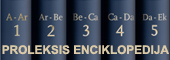 A - Ar Ar - Be Be - Ca Ca - Da Da - Ek
1 2 3 4 5
PROLEKSIS ENCIKLOPEDIJA